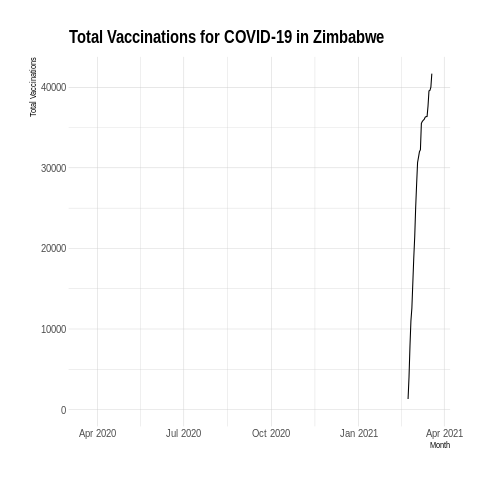 Total Vaccinations for COVID-19 in Zimbabwe
Total Vaccinations
40000
30000
20000
10000
0
Apr 2020 Jul 2020 Oct 2020 Jan 2021 Apr 2021
Month